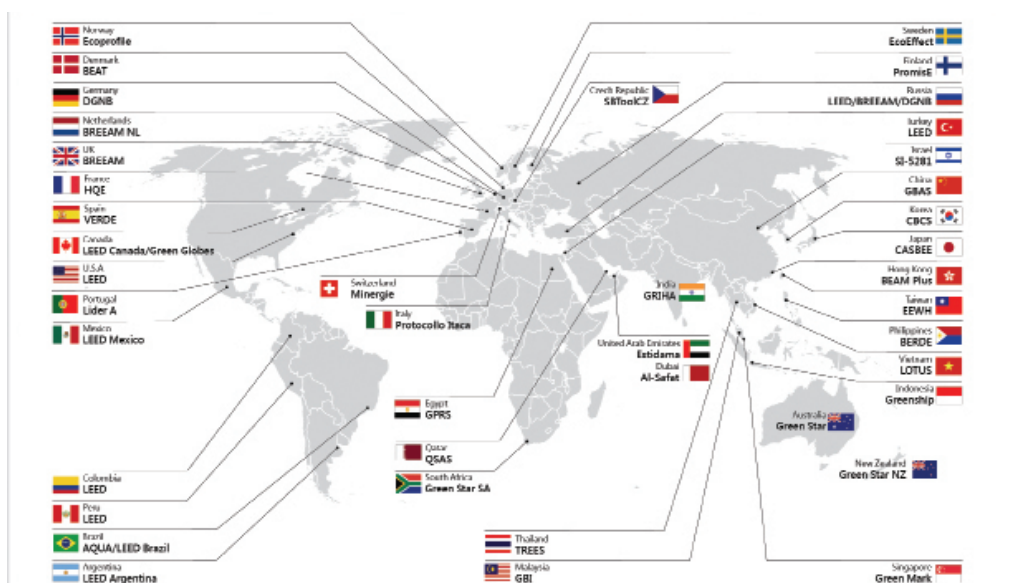 Norway
Ecoprofile
Denmark
BEAT
Germany
DGNB
Netherlands
BREEAM NL
UK
BREEAM
France
HQE
Spain
VERDE
Canada
LEED Canada/Green Globes
U.S.A
LEED
Portugal
Lider A
Mexico
LEED Mexico
Switzerland
Minergie
Italy
Protocollo Itaca
Czech Republic
SBToolCZ
Sweden
EcoEffect
Finland
PromisE
Russia
LEED/BREEAM/DGNB
Turkey
LEED
Israel
SI-5281
China
GBAS
Korea
CBCS
Japan
CASBEE
Hong Kong
BEAM Plus
Taiwan
EEWH
Philippines
BERDE
Vietnam
LOTUS
Indonesia
Greenship
India
GRIHA
United Arab Emirates
Estidama
Dubai
Al-Safat
Egypt
GPRS
Qatar
QSAS
South Africa
Green Star SA
Australia
Green Star
New Zealand
Green Star NZ
Colombia
LEED
Peru
LEED
Brazil
AQUA/LEED Brazil
Argentina
LEED Argentina
Thailand
TREES
Malaysia
GBI
Singapore
Green Mark